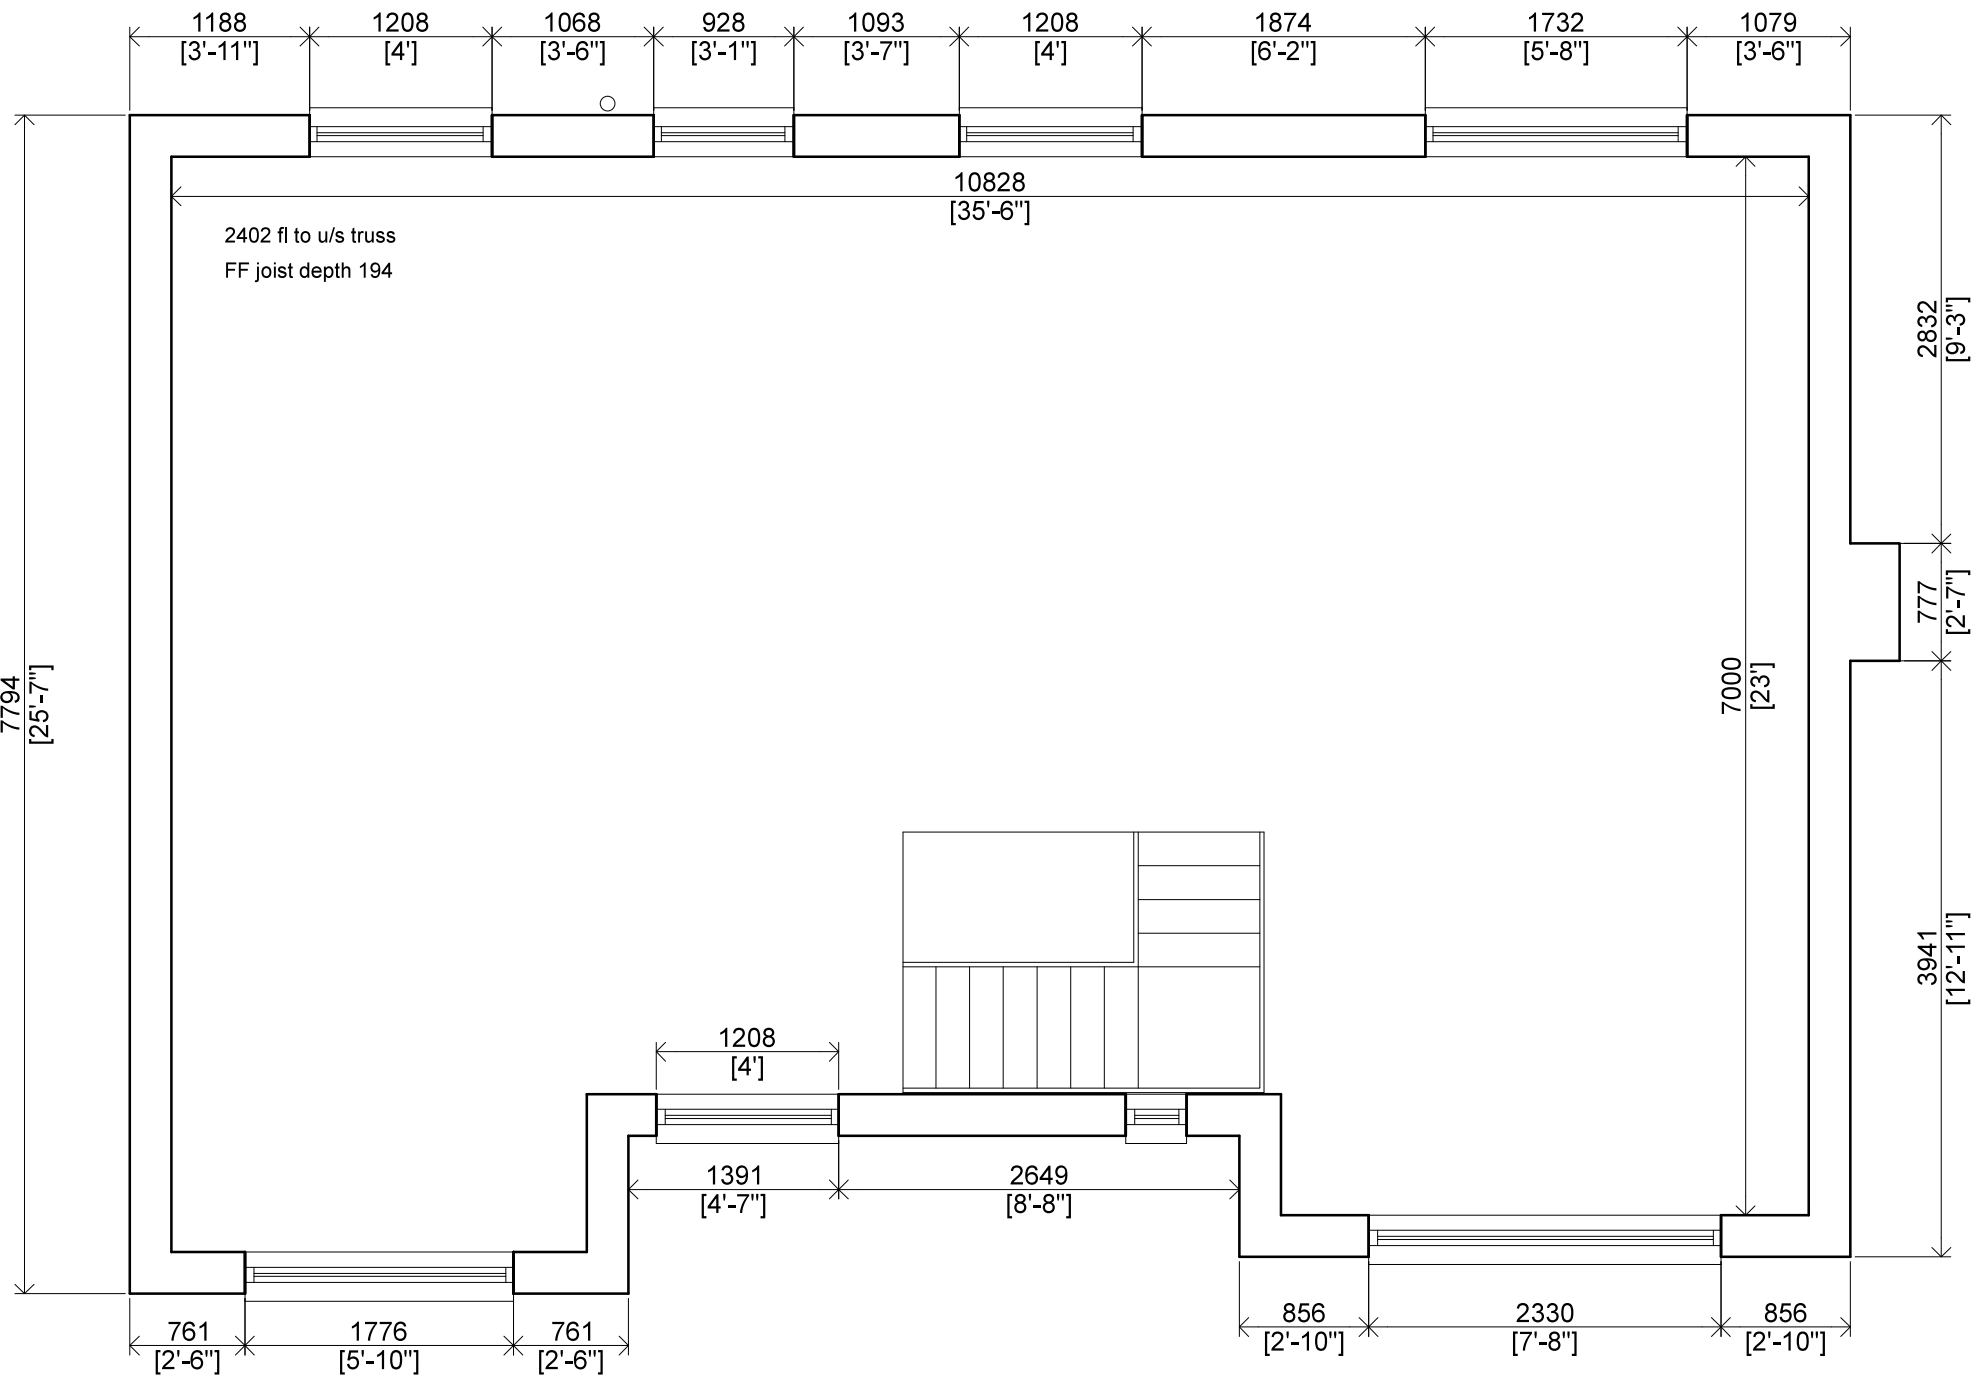 1188 1208 1068 928 1093 1208 1874 1732 1079
[3'-11"] [4'] [3'-6"] [3'-1"] [3'-7"] [4'] [6'-2"] [5'-8"] [3'-6"]
10828
[35'-6"]
2402 fl to u/s truss
FF joist depth 194
2832
[9'-3"]
777
[2'-7"]
7794
[25'-7"]
7000
[23']
3941
[12'-11"]
1208
[4']
1391 2649
[4'-7"] [8'-8"]
856 2330 856
[2'-10"] [7'-8"] [2'-10"]
761 1776 761
[2'-6"] [5'-10"] [2'-6"]